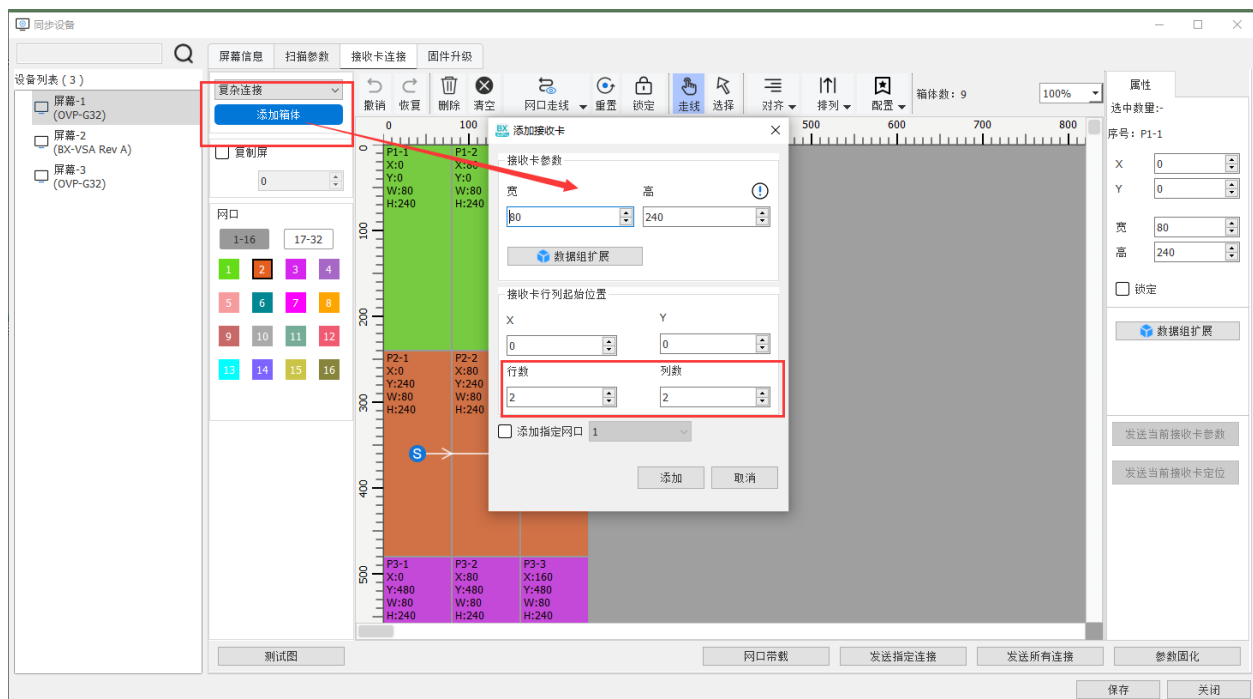 同步设备
屏幕信息 扫描参数 接收卡连接 固件升级
设备列表 ( 3 )
屏幕-1
(OVP-G32)
屏幕-2
(BX-VSA Rev A)
屏幕-3
(OVP-G32)
复杂连接
添加箱体
复制屏
0
网口
1-16 17-32
1 2 3 4
5 6 7 8
9 10 11 12
13 14 15 16
撤销 恢复 删除 清空 网口走线 重置 锁定 走线 选择 对齐 排列 配置 箱体数: 9 100%
0 100 500 600 700 800
0
100
200
300
400
500
P1-1
X:0
Y:0
W:80
H:240
P1-2
X:80
Y:0
W:80
H:240
P2-1
X:0
Y:240
W:80
H:240
P2-2
X:80
Y:240
W:80
H:240
S
P3-1
X:0
Y:480
W:80
H:240
P3-2
X:80
Y:480
W:80
H:240
P3-3
X:160
Y:480
W:80
H:240
BX 添加接收卡
接收卡参数
宽 高
80 240
数据组扩展
接收卡行列起始位置
X Y
0 0
行数 列数
2 2
添加指定网口 1
添加 取消
属性
选中数量:-
序号: P1-1
X 0
Y 0
宽 80
高 240
锁定
数据组扩展
发送当前接收卡参数
发送当前接收卡定位
测试图 网口带载 发送指定连接 发送所有连接 参数固化
保存 关闭